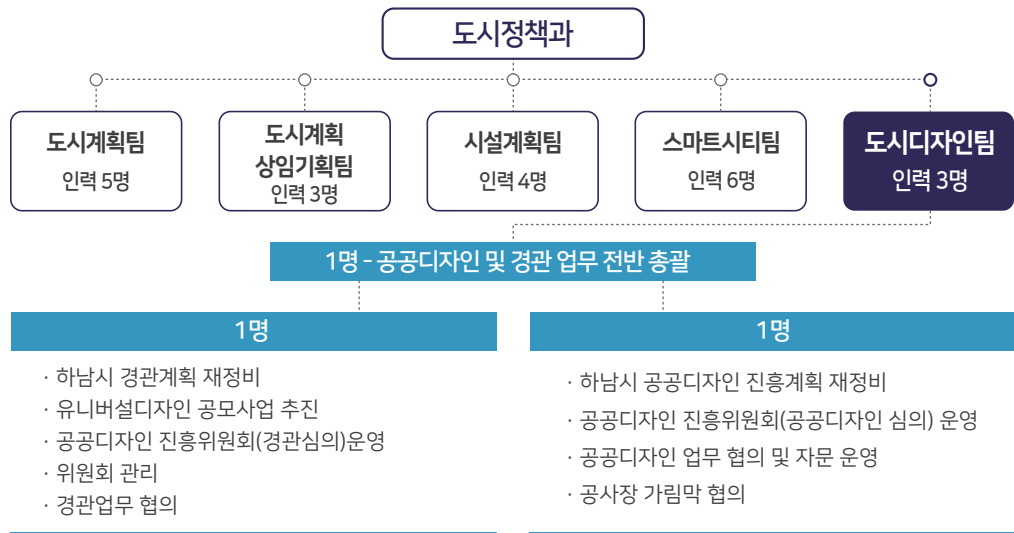 도시정책과
도시계획팀
인력 5명
도시계획
상임기획팀
인력 3명
시설계획팀
인력 4명
스마트시티팀
인력 6명
도시디자인팀
인력 3명
1명 - 공공디자인 및 경관 업무 전반 총괄
1명
· 하남시 경관계획 재정비
· 유니버설디자인 공모사업 추진
· 공공디자인 진흥위원회(경관심의)운영
· 위원회 관리
· 경관업무 협의
1명
· 하남시 공공디자인 진흥계획 재정비
· 공공디자인 진흥위원회(공공디자인 심의) 운영
· 공공디자인 업무 협의 및 자문 운영
· 공사장 가림막 협의